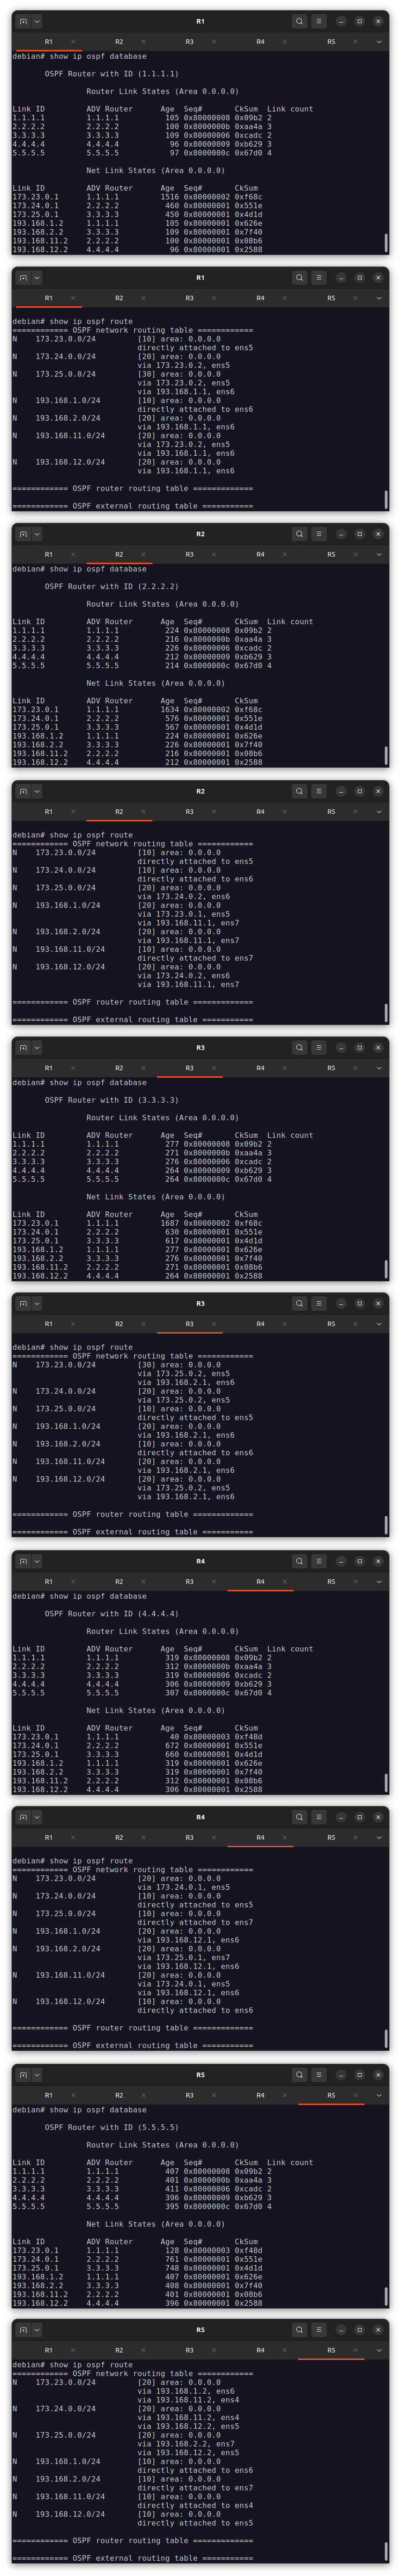 R1
R1 R2 R3 R4 R5
debian# show ip ospf database
OSPF Router with ID (1.1.1.1)
Router Link States (Area 0.0.0.0)
Link ID ADV Router Age Seq# CkSum Link count
1.1.1.1 1.1.1.1 105 0x80000008 0x09b2 2
2.2.2.2 2.2.2.2 100 0x8000000b 0xaa4a 3
3.3.3.3 3.3.3.3 109 0x80000006 0xcadc 2
4.4.4.4 4.4.4.4 96 0x80000009 0xb629 3
5.5.5.5 5.5.5.5 97 0x8000000c 0x67d0 4
Net Link States (Area 0.0.0.0)
Link ID ADV Router Age Seq# CkSum
173.23.0.1 1.1.1.1 1516 0x80000002 0xf68c
173.24.0.1 2.2.2.2 460 0x80000001 0x551e
173.25.0.1 3.3.3.3 450 0x80000001 0x4d1d
193.168.1.2 1.1.1.1 105 0x80000001 0x626e
193.168.2.2 3.3.3.3 109 0x80000001 0x7f40
193.168.11.2 2.2.2.2 100 0x80000001 0x08b6
193.168.12.2 4.4.4.4 96 0x80000001 0x2588
R1
R1 R2 R3 R4 R5
debian# show ip ospf route
============ OSPF network routing table ============
N 173.23.0.0/24 [10] area: 0.0.0.0
directly attached to ens5
N 173.24.0.0/24 [20] area: 0.0.0.0
via 173.23.0.2, ens5
N 173.25.0.0/24 [30] area: 0.0.0.0
via 173.23.0.2, ens5
via 193.168.1.1, ens6
N 193.168.1.0/24 [10] area: 0.0.0.0
directly attached to ens6
N 193.168.2.0/24 [20] area: 0.0.0.0
via 193.168.1.1, ens6
N 193.168.11.0/24 [20] area: 0.0.0.0
via 173.23.0.2, ens5
via 193.168.1.1, ens6
N 193.168.12.0/24 [20] area: 0.0.0.0
via 193.168.1.1, ens6
============ OSPF router routing table =============
============ OSPF external routing table ===========
R2
R1 R2 R3 R4 R5
debian# show ip ospf database
OSPF Router with ID (2.2.2.2)
Router Link States (Area 0.0.0.0)
Link ID ADV Router Age Seq# CkSum Link count
1.1.1.1 1.1.1.1 224 0x80000008 0x09b2 2
2.2.2.2 2.2.2.2 216 0x8000000b 0xaa4a 3
3.3.3.3 3.3.3.3 226 0x80000006 0xcadc 2
4.4.4.4 4.4.4.4 212 0x80000009 0xb629 3
5.5.5.5 5.5.5.5 214 0x8000000c 0x67d0 4
Net Link States (Area 0.0.0.0)
Link ID ADV Router Age Seq# CkSum
173.23.0.1 1.1.1.1 1634 0x80000002 0xf68c
173.24.0.1 2.2.2.2 576 0x80000001 0x551e
173.25.0.1 3.3.3.3 567 0x80000001 0x4d1d
193.168.1.2 1.1.1.1 224 0x80000001 0x626e
193.168.2.2 3.3.3.3 226 0x80000001 0x7f40
193.168.11.2 2.2.2.2 216 0x80000001 0x08b6
193.168.12.2 4.4.4.4 212 0x80000001 0x2588
R2
R1 R2 R3 R4 R5
debian# show ip ospf route
============ OSPF network routing table ============
N 173.23.0.0/24 [10] area: 0.0.0.0
directly attached to ens5
N 173.24.0.0/24 [10] area: 0.0.0.0
directly attached to ens6
N 173.25.0.0/24 [20] area: 0.0.0.0
via 173.24.0.2, ens6
N 193.168.1.0/24 [20] area: 0.0.0.0
via 173.23.0.1, ens5
via 193.168.11.1, ens7
N 193.168.2.0/24 [20] area: 0.0.0.0
via 193.168.11.1, ens7
N 193.168.11.0/24 [10] area: 0.0.0.0
directly attached to ens7
N 193.168.12.0/24 [20] area: 0.0.0.0
via 173.24.0.2, ens6
via 193.168.11.1, ens7
============ OSPF router routing table =============
============ OSPF external routing table ===========
R3
R1 R2 R3 R4 R5
debian# show ip ospf database
OSPF Router with ID (3.3.3.3)
Router Link States (Area 0.0.0.0)
Link ID ADV Router Age Seq# CkSum Link count
1.1.1.1 1.1.1.1 277 0x80000008 0x09b2 2
2.2.2.2 2.2.2.2 271 0x8000000b 0xaa4a 3
3.3.3.3 3.3.3.3 276 0x80000006 0xcadc 2
4.4.4.4 4.4.4.4 264 0x80000009 0xb629 3
5.5.5.5 5.5.5.5 264 0x8000000c 0x67d0 4
Net Link States (Area 0.0.0.0)
Link ID ADV Router Age Seq# CkSum
173.23.0.1 1.1.1.1 1687 0x80000002 0xf68c
173.24.0.1 2.2.2.2 630 0x80000001 0x551e
173.25.0.1 3.3.3.3 617 0x80000001 0x4d1d
193.168.1.2 1.1.1.1 277 0x80000001 0x626e
193.168.2.2 3.3.3.3 276 0x80000001 0x7f40
193.168.11.2 2.2.2.2 271 0x80000001 0x08b6
193.168.12.2 4.4.4.4 264 0x80000001 0x2588
R3
R1 R2 R3 R4 R5
debian# show ip ospf route
============ OSPF network routing table ============
N 173.23.0.0/24 [30] area: 0.0.0.0
via 173.25.0.2, ens5
via 193.168.2.1, ens6
N 173.24.0.0/24 [20] area: 0.0.0.0
via 173.25.0.2, ens5
N 173.25.0.0/24 [10] area: 0.0.0.0
directly attached to ens5
N 193.168.1.0/24 [20] area: 0.0.0.0
via 193.168.2.1, ens6
N 193.168.2.0/24 [10] area: 0.0.0.0
directly attached to ens6
N 193.168.11.0/24 [20] area: 0.0.0.0
via 193.168.2.1, ens6
N 193.168.12.0/24 [20] area: 0.0.0.0
via 173.25.0.2, ens5
via 193.168.2.1, ens6
============ OSPF router routing table =============
============ OSPF external routing table ===========
R4
R1 R2 R3 R4 R5
debian# show ip ospf database
OSPF Router with ID (4.4.4.4)
Router Link States (Area 0.0.0.0)
Link ID ADV Router Age Seq# CkSum Link count
1.1.1.1 1.1.1.1 319 0x80000008 0x09b2 2
2.2.2.2 2.2.2.2 312 0x8000000b 0xaa4a 3
3.3.3.3 3.3.3.3 319 0x80000006 0xcadc 2
4.4.4.4 4.4.4.4 306 0x80000009 0xb629 3
5.5.5.5 5.5.5.5 307 0x8000000c 0x67d0 4
Net Link States (Area 0.0.0.0)
Link ID ADV Router Age Seq# CkSum
173.23.0.1 1.1.1.1 40 0x80000003 0xf48d
173.24.0.1 2.2.2.2 672 0x80000001 0x551e
173.25.0.1 3.3.3.3 660 0x80000001 0x4d1d
193.168.1.2 1.1.1.1 319 0x80000001 0x626e
193.168.2.2 3.3.3.3 319 0x80000001 0x7f40
193.168.11.2 2.2.2.2 312 0x80000001 0x08b6
193.168.12.2 4.4.4.4 306 0x80000001 0x2588
R4
R1 R2 R3 R4 R5
debian# show ip ospf route
============ OSPF network routing table ============
N 173.23.0.0/24 [20] area: 0.0.0.0
via 173.24.0.1, ens5
N 173.24.0.0/24 [10] area: 0.0.0.0
directly attached to ens5
N 173.25.0.0/24 [10] area: 0.0.0.0
directly attached to ens7
N 193.168.1.0/24 [20] area: 0.0.0.0
via 193.168.12.1, ens6
N 193.168.2.0/24 [20] area: 0.0.0.0
via 173.25.0.1, ens7
via 193.168.12.1, ens6
N 193.168.11.0/24 [20] area: 0.0.0.0
via 173.24.0.1, ens5
via 193.168.12.1, ens6
N 193.168.12.0/24 [10] area: 0.0.0.0
directly attached to ens6
============ OSPF router routing table =============
============ OSPF external routing table ===========
R5
R1 R2 R3 R4 R5
debian# show ip ospf database
OSPF Router with ID (5.5.5.5)
Router Link States (Area 0.0.0.0)
Link ID ADV Router Age Seq# CkSum Link count
1.1.1.1 1.1.1.1 407 0x80000008 0x09b2 2
2.2.2.2 2.2.2.2 401 0x8000000b 0xaa4a 3
3.3.3.3 3.3.3.3 411 0x80000006 0xcadc 2
4.4.4.4 4.4.4.4 396 0x80000009 0xb629 3
5.5.5.5 5.5.5.5 395 0x8000000c 0x67d0 4
Net Link States (Area 0.0.0.0)
Link ID ADV Router Age Seq# CkSum
173.23.0.1 1.1.1.1 128 0x80000003 0xf48d
173.24.0.1 2.2.2.2 761 0x80000001 0x551e
173.25.0.1 3.3.3.3 748 0x80000001 0x4d1d
193.168.1.2 1.1.1.1 407 0x80000001 0x626e
193.168.2.2 3.3.3.3 408 0x80000001 0x7f40
193.168.11.2 2.2.2.2 401 0x80000001 0x08b6
193.168.12.2 4.4.4.4 396 0x80000001 0x2588
R5
R1 R2 R3 R4 R5
debian# show ip ospf route
============ OSPF network routing table ============
N 173.23.0.0/24 [20] area: 0.0.0.0
via 193.168.1.2, ens6
via 193.168.11.2, ens4
N 173.24.0.0/24 [20] area: 0.0.0.0
via 193.168.11.2, ens4
via 193.168.12.2, ens5
N 173.25.0.0/24 [20] area: 0.0.0.0
via 193.168.2.2, ens7
via 193.168.12.2, ens5
N 193.168.1.0/24 [10] area: 0.0.0.0
directly attached to ens6
N 193.168.2.0/24 [10] area: 0.0.0.0
directly attached to ens7
N 193.168.11.0/24 [10] area: 0.0.0.0
directly attached to ens4
N 193.168.12.0/24 [10] area: 0.0.0.0
directly attached to ens5
============ OSPF router routing table =============
============ OSPF external routing table ===========